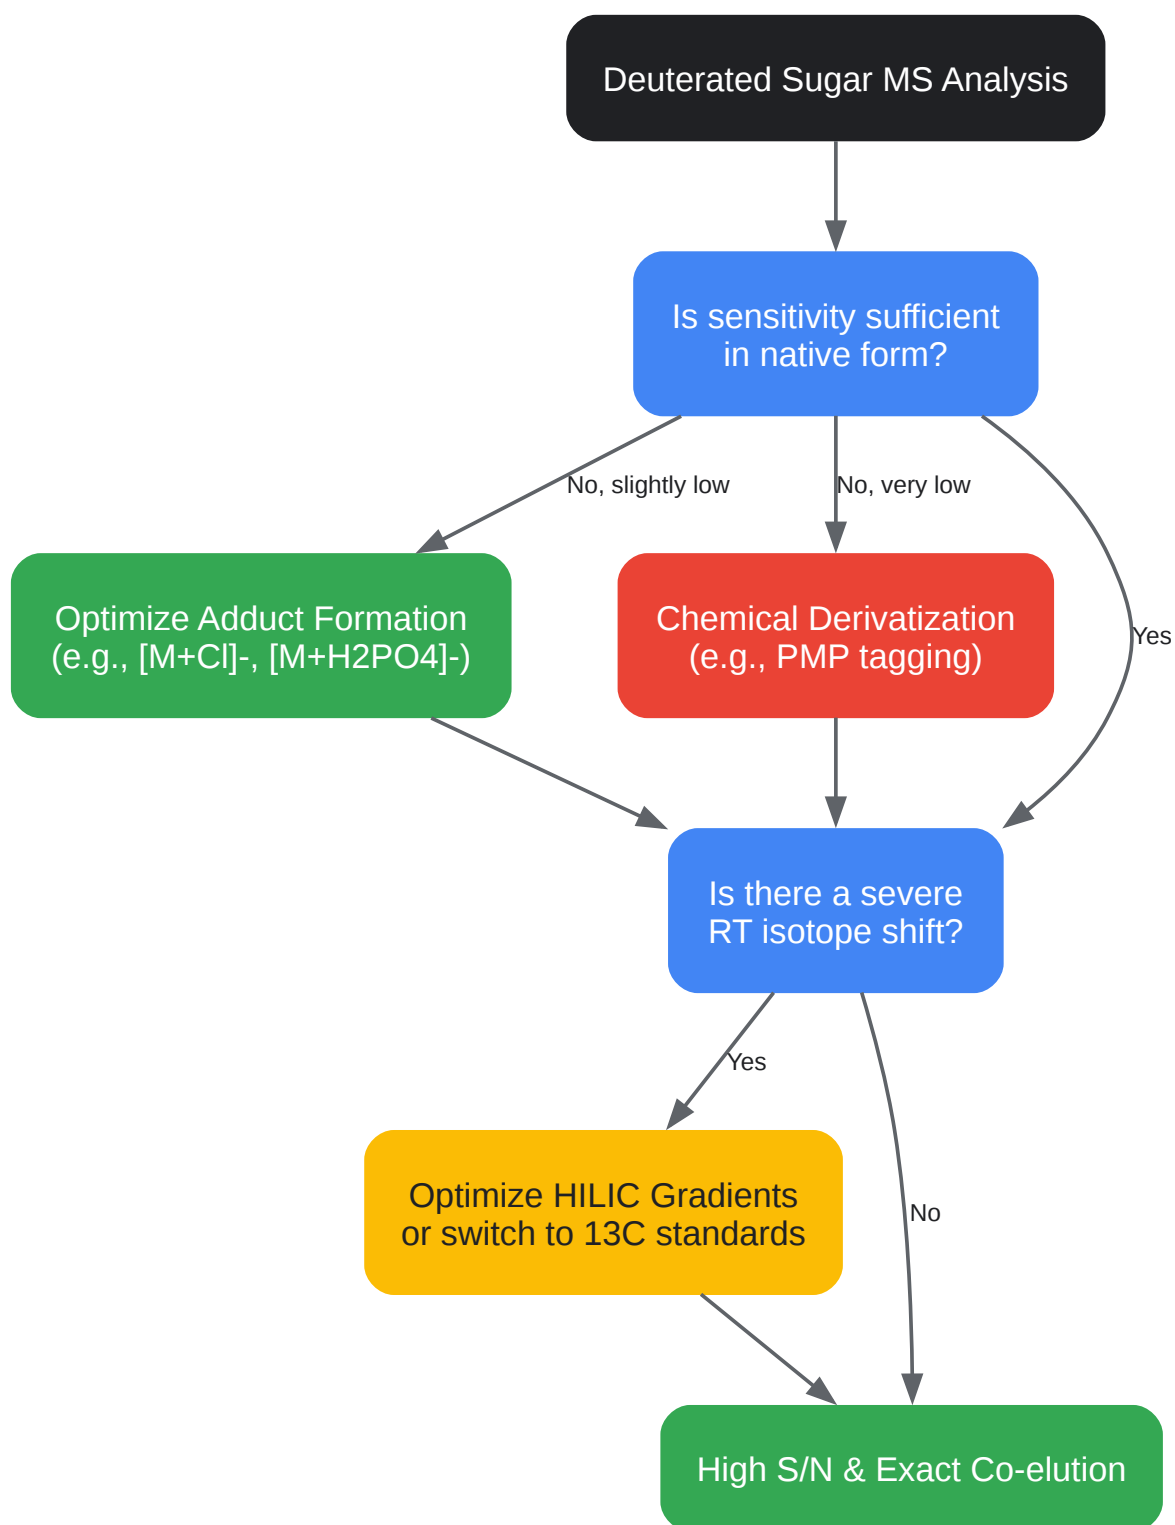 Deuterated Sugar MS Analysis
Is sensitivity sufficient
in native form?
No, slightly low
No, very low
Optimize Adduct Formation
(e.g., [M+Cl]-, [M+H2PO4]-)
Chemical Derivatization
(e.g., PMP tagging)
Yes
Is there a severe
RT isotope shift?
Yes
Optimize HILIC Gradients
or switch to 13C standards
No
High S/N & Exact Co-elution